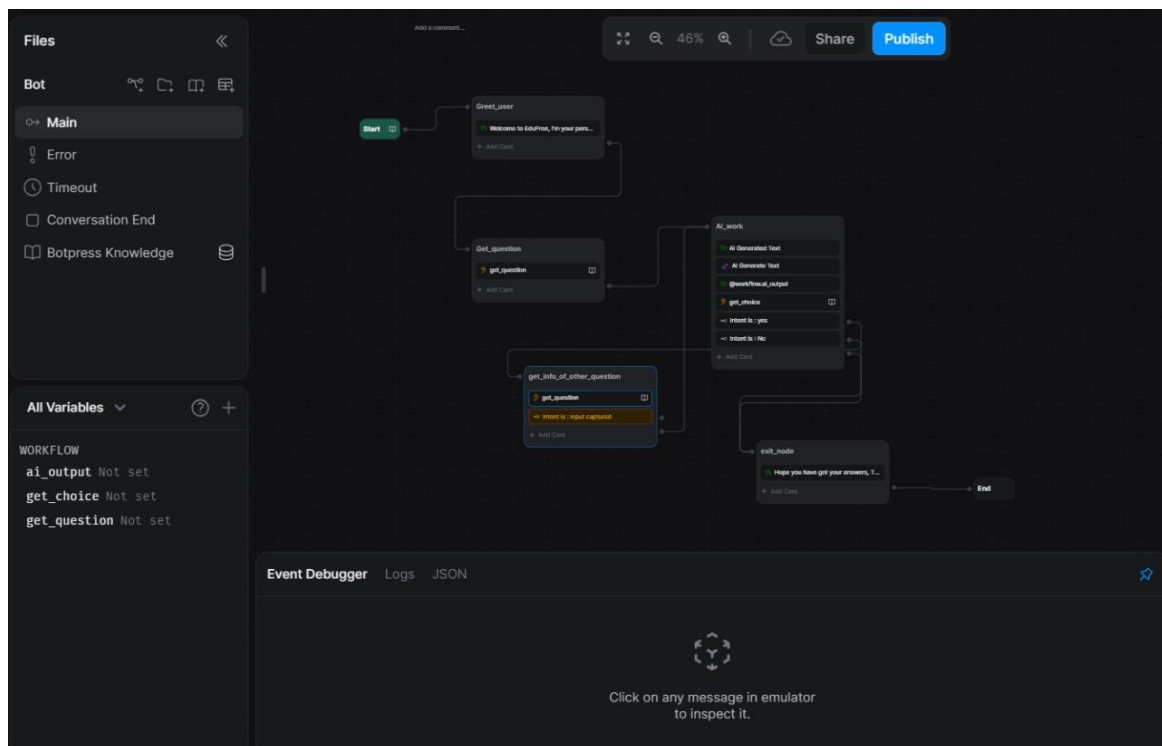 Files
Bot
Main
Error
Timeout
Conversation End
Botpress Knowledge
All Variables
WORKFLOW
ai_output Not set
get_choice Not set
get_question Not set
Add a comment...
46%
Share
Publish
Start
Greet_user
Welcome to EduFree, I'm your pers...
+ Add Card
Get_question
get_question
+ Add Card
Ai_work
AI Generated Text
AI Generate Text
@workflow.ai_output
get_choice
Intent is : yes
Intent is : No
+ Add Card
get_info_of_other_question
get_question
Intent is : Input captured
+ Add Card
exit_node
Hope you have got your answers, T...
+ Add Card
End
Event Debugger Logs JSON
Click on any message in emulator
to inspect it.